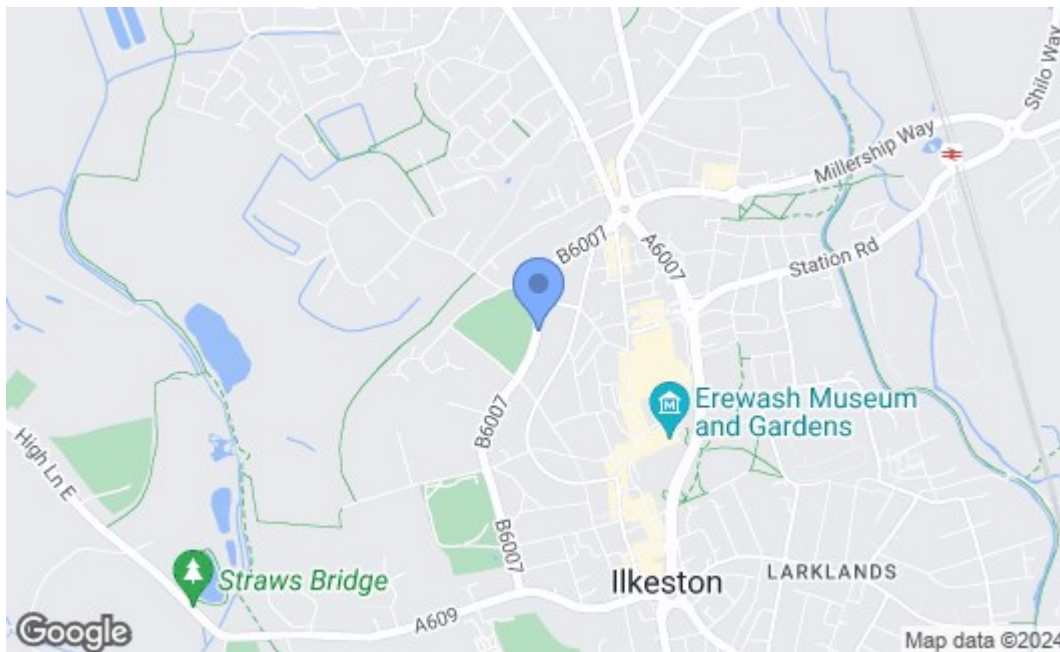 Shilo Way
Millership Way
B6007
A6007
Station Rd
Erewash Museum
and Gardens
B6007
High Ln E
B6007
Straws Bridge
Ilkeston
LARKLANDS
A609
Google
Map data ©2024